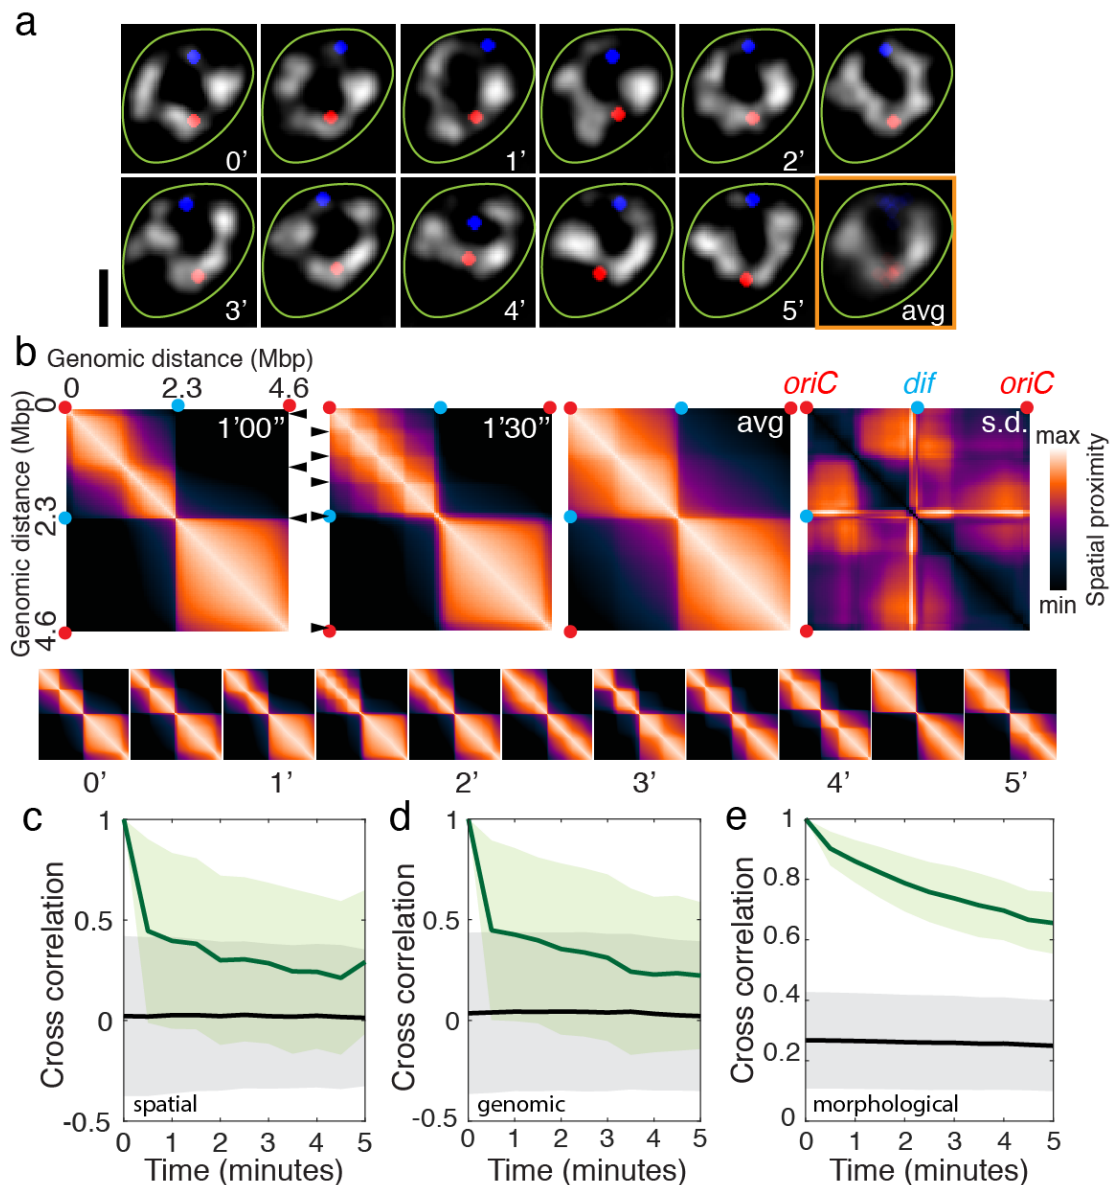 a
0' 1' 2'
3' 4' 5' avg
b
Genomic distance (Mbp)
0 2.3 4.6
oriC dif oriC
Genomic distance (Mbp)
0
2.3
4.6
1'00” 1'30” avg s.d.
max
min
Spatial proximity
0' 1' 2' 3' 4' 5'
c
Cross correlation
1
0.5
0
-0.5
spatial
0 1 2 3 4 5
Time (minutes)
d
Cross correlation
1
0.5
0
-0.5
genomic
0 1 2 3 4 5
Time (minutes)
e
Cross correlation
1
0.8
0.6
0.4
0.2
0
morphological
0 1 2 3 4 5
Time (minutes)